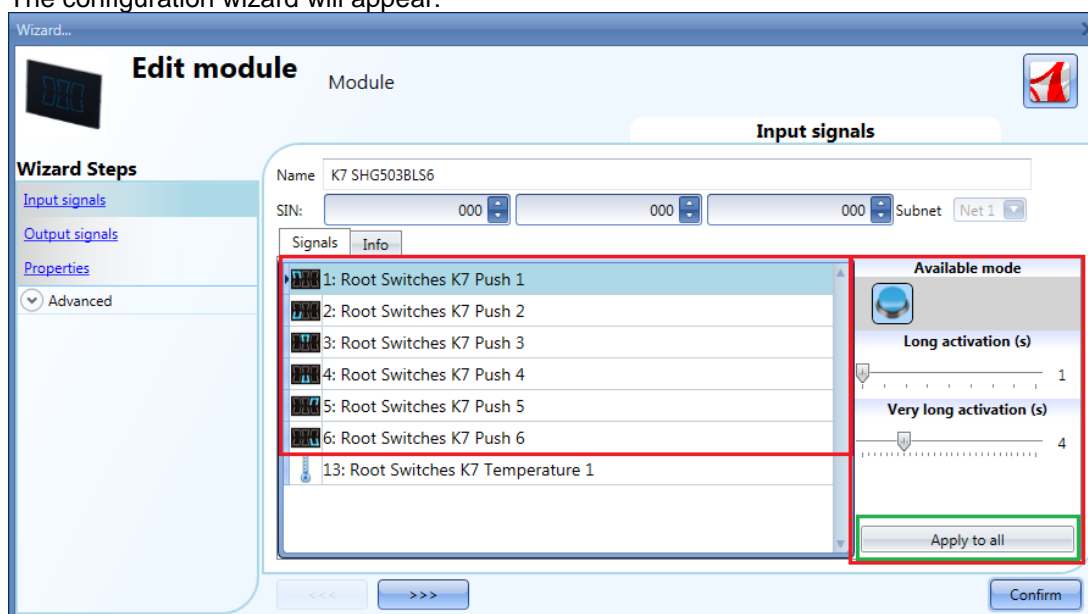 The configuration wizard will appear.
Wizard...
Edit module
Module
Input signals
Wizard Steps
Input signals
Output signals
Properties
Advanced
Name K7 SHG503BLS6
SIN: 000 000 000 Subnet Net 1
Signals Info
1: Root Switches K7 Push 1
2: Root Switches K7 Push 2
3: Root Switches K7 Push 3
4: Root Switches K7 Push 4
5: Root Switches K7 Push 5
6: Root Switches K7 Push 6
13: Root Switches K7 Temperature 1
Available mode
Long activation (s)
1
Very long activation (s)
4
Apply to all
<<< >>> Confirm